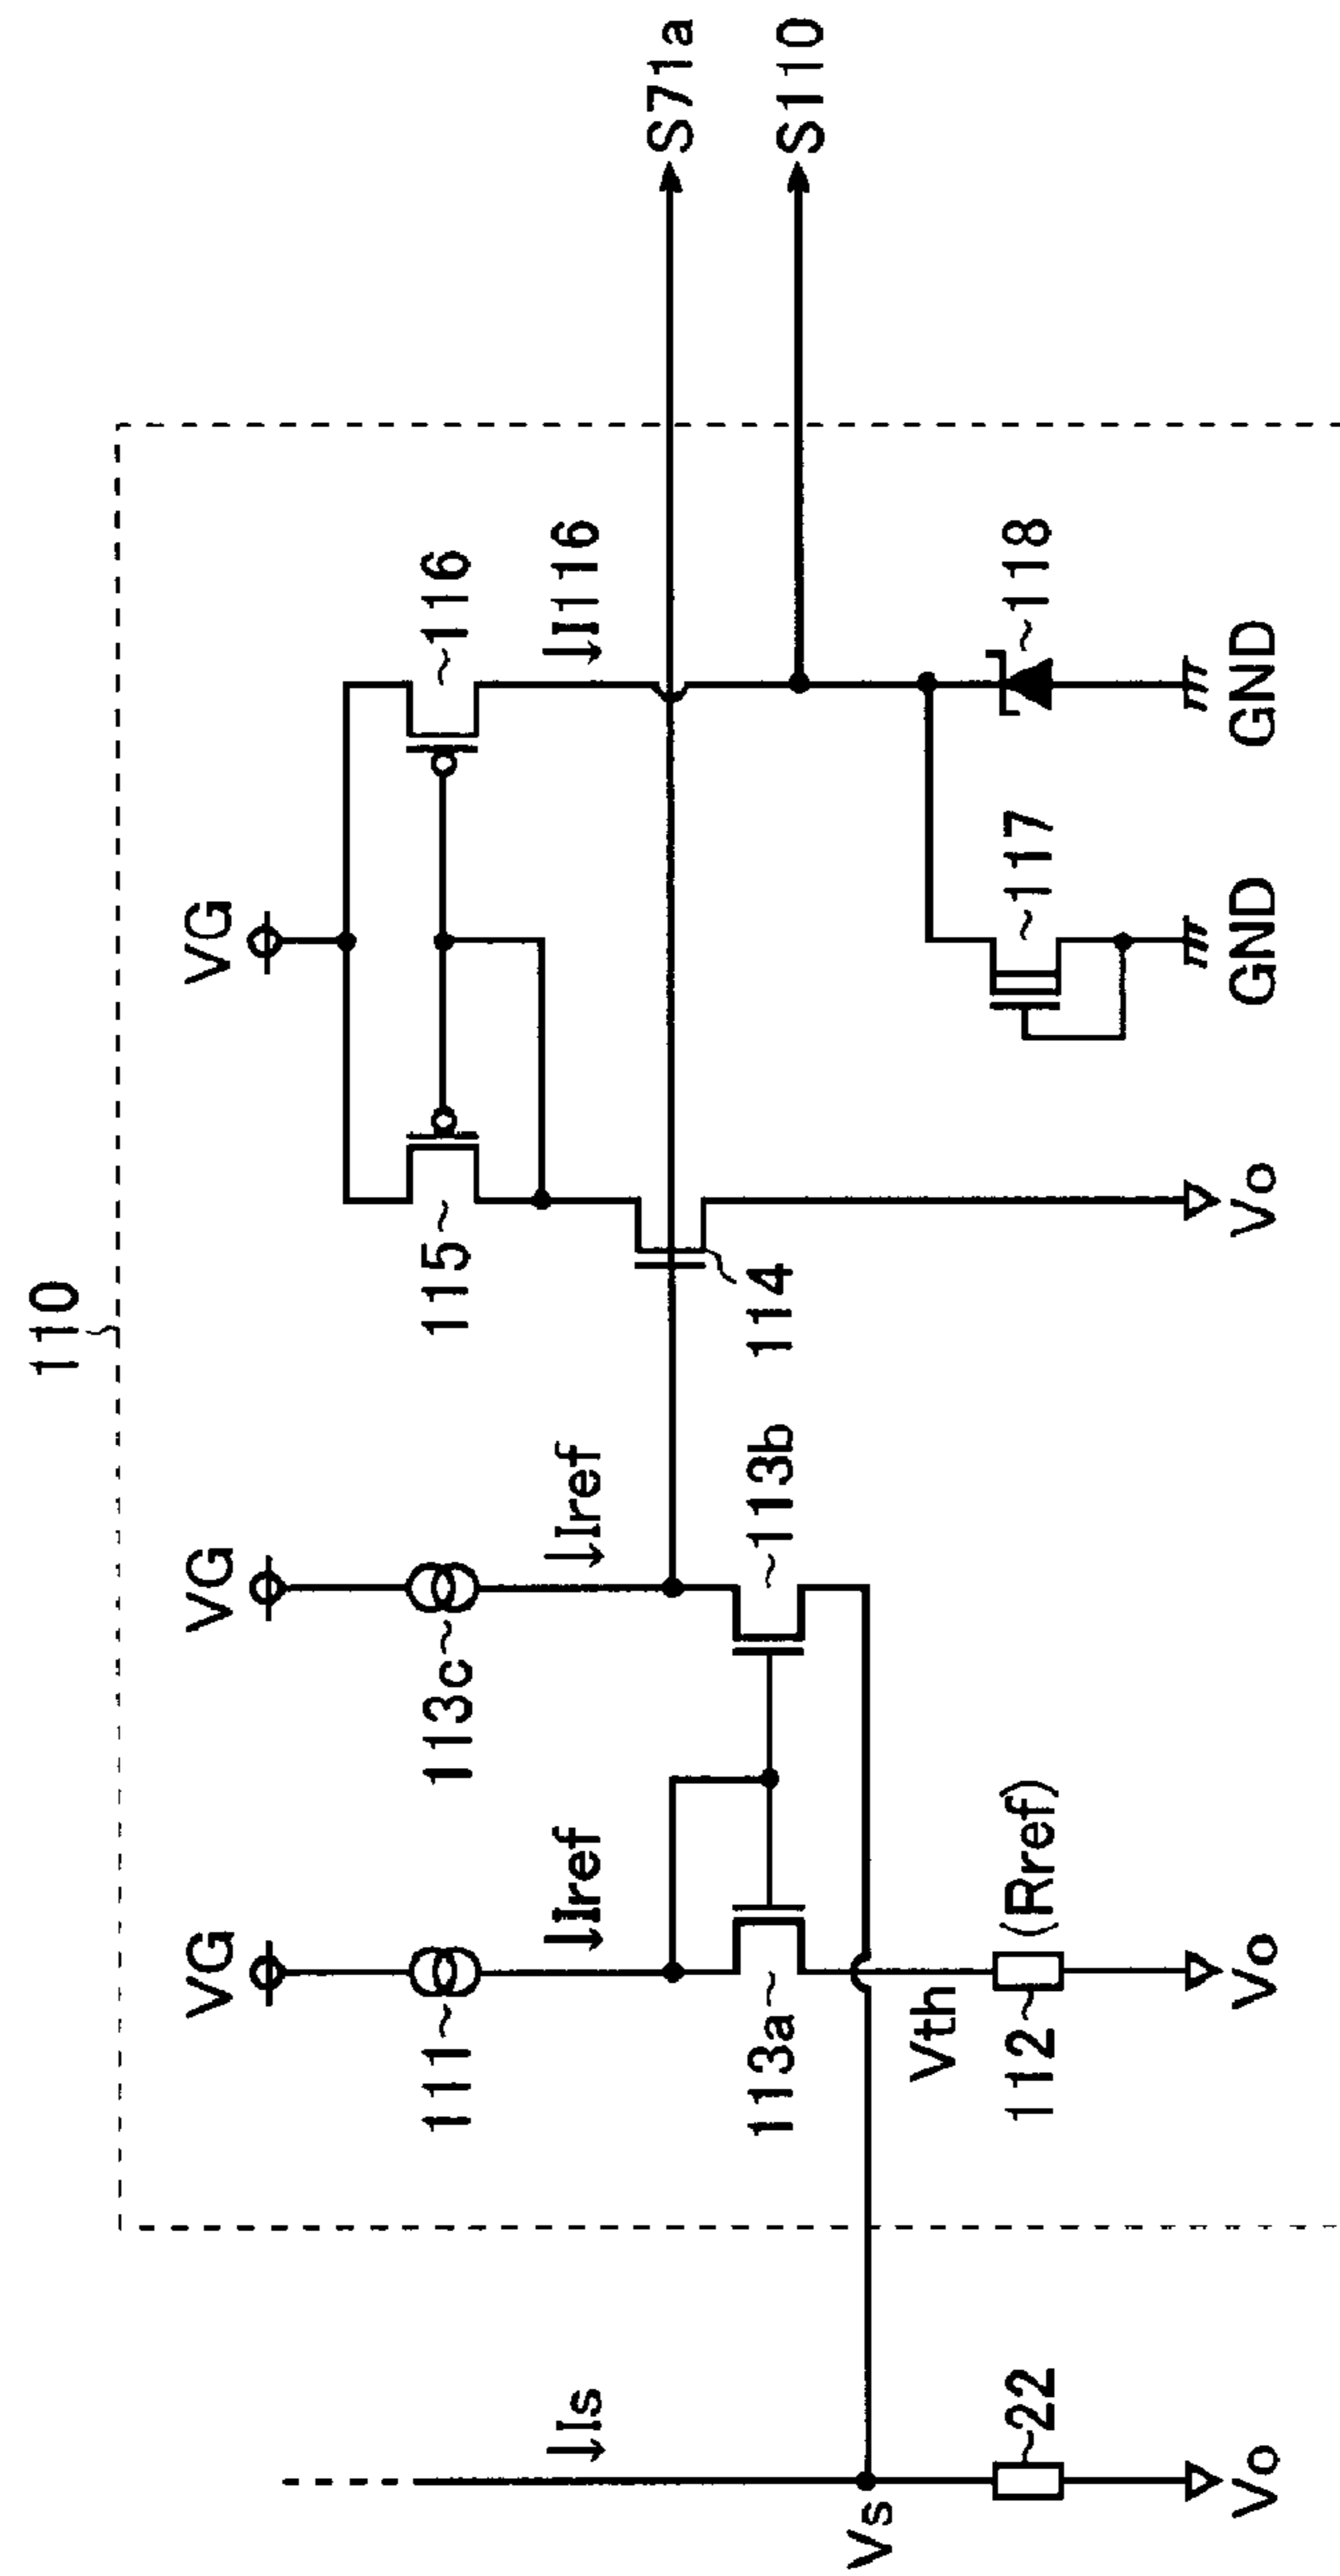 110
VG
VG
VG
111
113c
115
116
↓Is
↓Iref
↓Iref
↓I116
S71a
S110
113a
113b
114
Vs
Vth
22
112
(Rref)
117
118
Vo
Vo
Vo
GND
GND